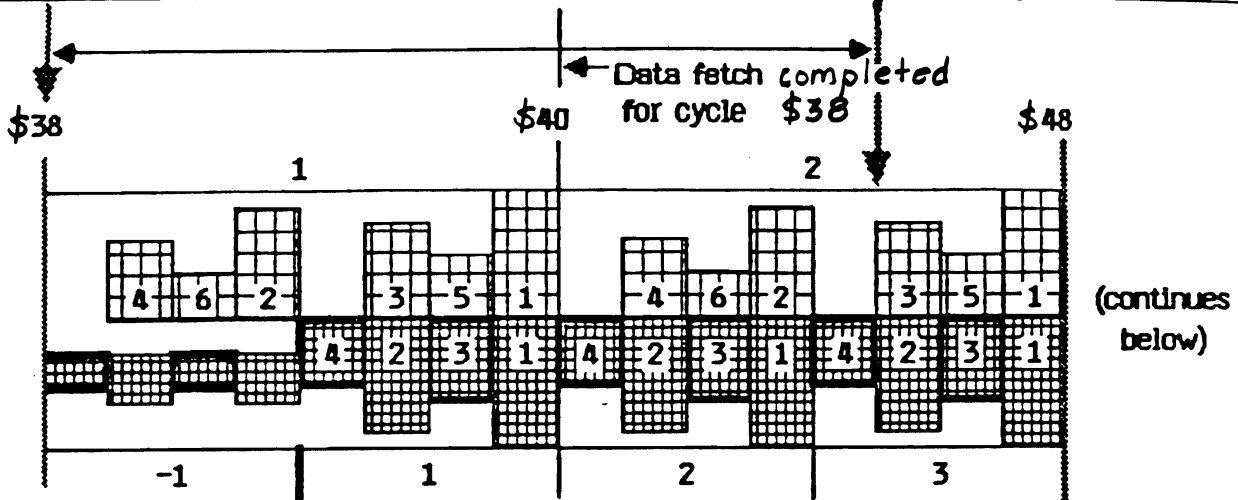 Data fetch completed
for cycle $38
$38
$40
$48
1
2
4 6 2 3 5 1 4 6 2 3 5 1
4 2 3 1 4 2 3 1 4 2 3 1
(continues
below)
-1
1
2
3